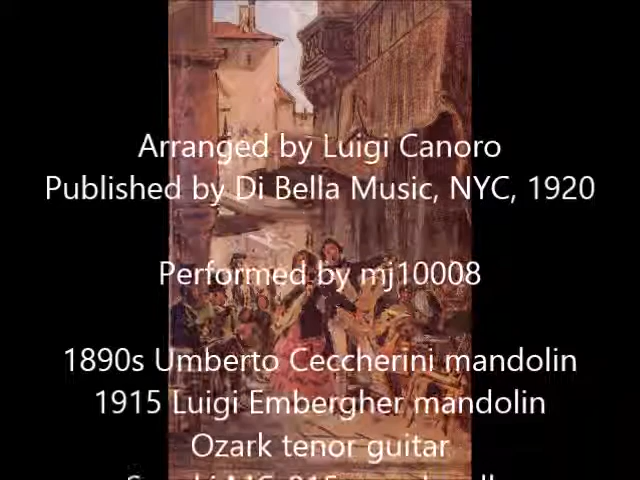 Arranged by Luigi Canoro
Published by Di Bella Music, NYC, 1920
Performed by mj10008
1890s Umberto Ceccherini mandolin
1915 Luigi Embergher mandolin
Ozark tenor guitar